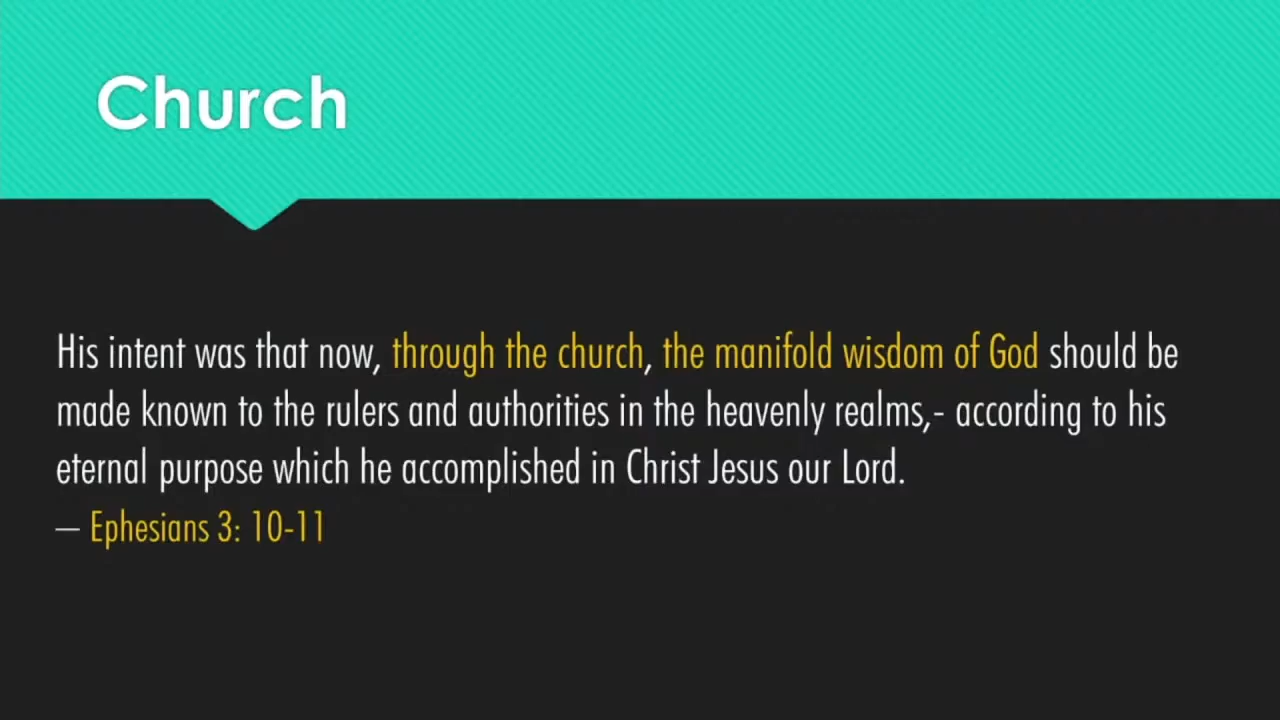 Church
His intent was that now, through the church, the manifold wisdom of God should be
made known to the rulers and authorities in the heavenly realms,- according to his
eternal purpose which he accomplished in Christ Jesus our Lord.
– Ephesians 3: 10-11